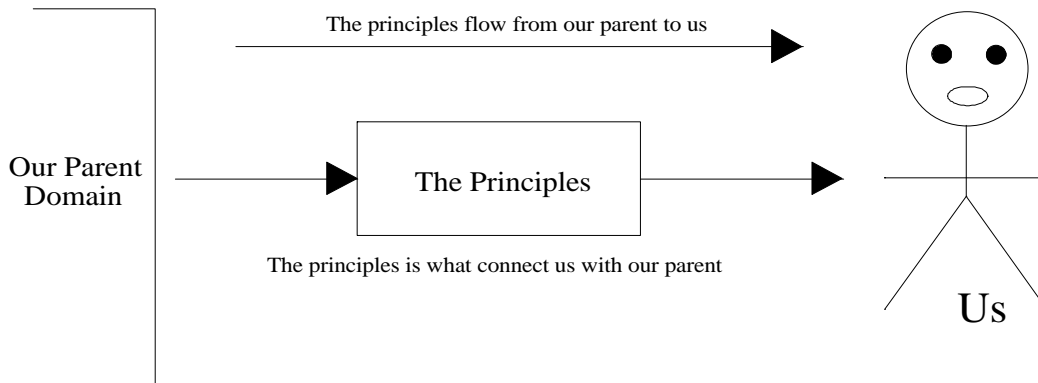 The principles flow from our parent to us
Our Parent
Domain
The Principles
The principles is what connect us with our parent
Us